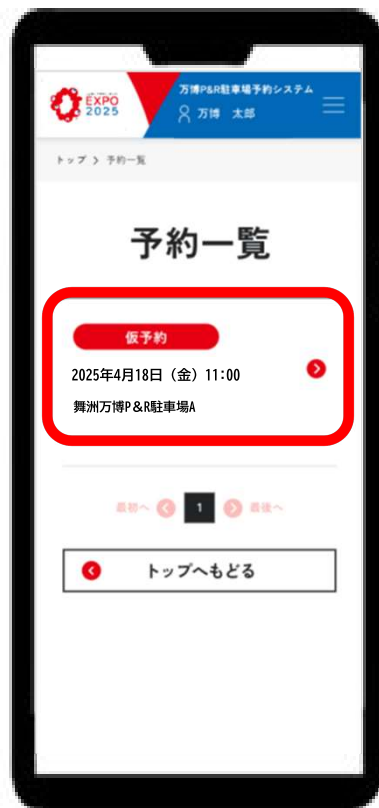 万博P&R駐車場予約システム
EXPO
2025
万博 太郎
トップ > 予約一覧
予約一覧
仮予約
2025年4月18日（金）11:00
舞洲万博P&R駐車場A
最初へ 1 最後へ
トップへもどる